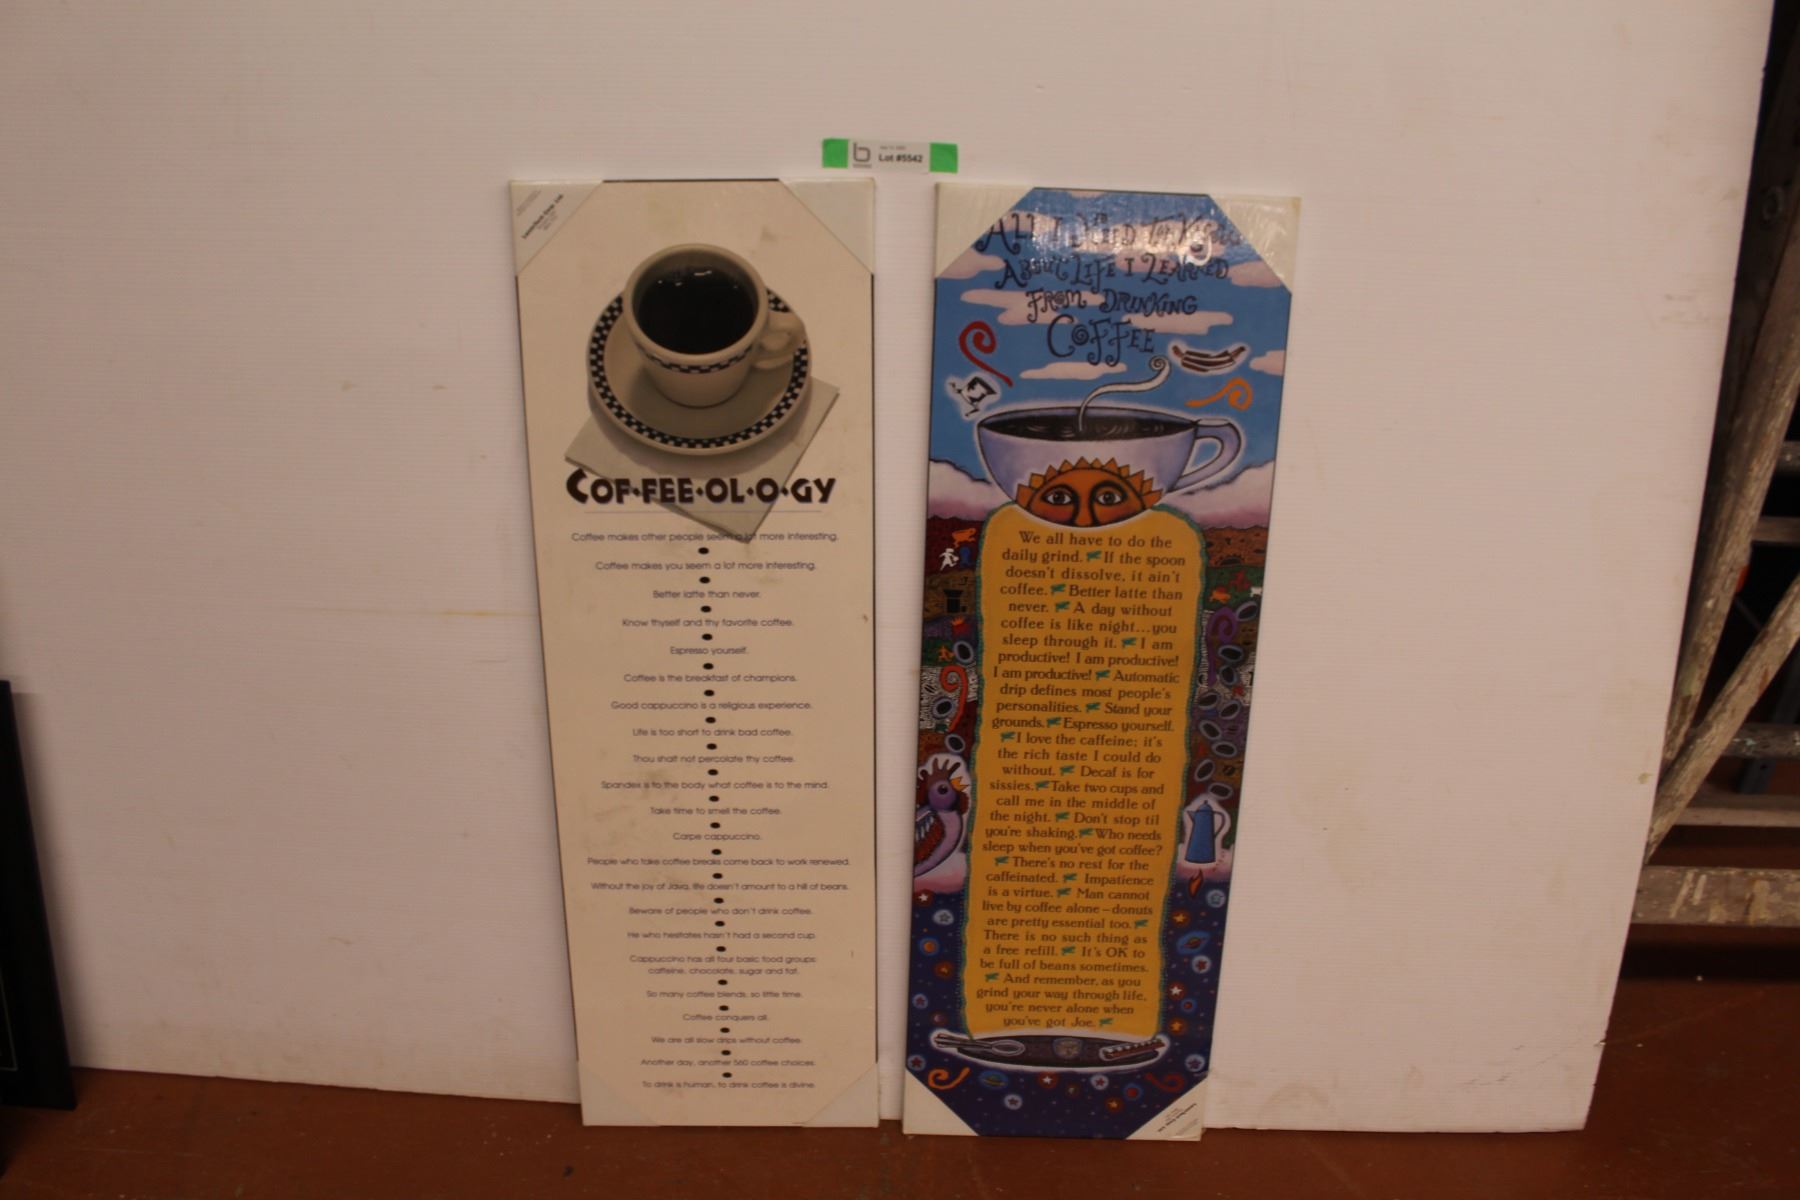 b
Lot #5542
COF•FEE•OL•O•GY
Coffee makes other people seem a lot more interesting.
Coffee makes you seem a lot more interesting.
Better latte than never.
Know thyself and thy favorite coffee.
Espresso yourself.
Coffee is the breakfast of champions.
Good cappuccino is a religious experience.
Life is too short to drink bad coffee.
Thou shalt not percolate thy coffee.
Spandex is to the body what coffee is to the mind.
Take time to smell the coffee.
Carpe cappuccino.
People who take coffee breaks come back to work renewed.
Without the joy of Java, life doesn't amount to a hill of beans.
Beware of people who don't drink coffee.
He who hesitates hasn't had a second cup.
Cappuccino has all four basic food groups:
caffeine, chocolate, sugar and fat.
So many coffee blends, so little time.
Coffee conquers all.
We are all slow drips without coffee.
Another day, another 560 coffee choices.
To drink is human, to drink coffee is divine.
ALL I NEED TO KNOW
ABOUT LIFE I LEARNED
FROM DRINKING
COFFEE
We all have to do the
daily grind. If the spoon
doesn't dissolve, it ain't
coffee. Better latte than
never. A day without
coffee is like night...you
sleep through it. I am
productive! I am productive!
I am productive! Automatic
drip defines most people's
personalities. Stand your
grounds. Espresso yourself.
I love the caffeine; it's
the rich taste I could do
without. Decaf is for
sissies. Take two cups and
call me in the middle of
the night. Don't stop til
you're shaking. Who needs
sleep when you've got coffee?
There's no rest for the
caffeinated. Impatience
is a virtue. Man cannot
live by coffee alone – donuts
are pretty essential too.
There is no such thing as
a free refill. It's OK to
be full of beans sometimes.
And remember, as you
grind your way through life,
you're never alone when
you've got Joe.